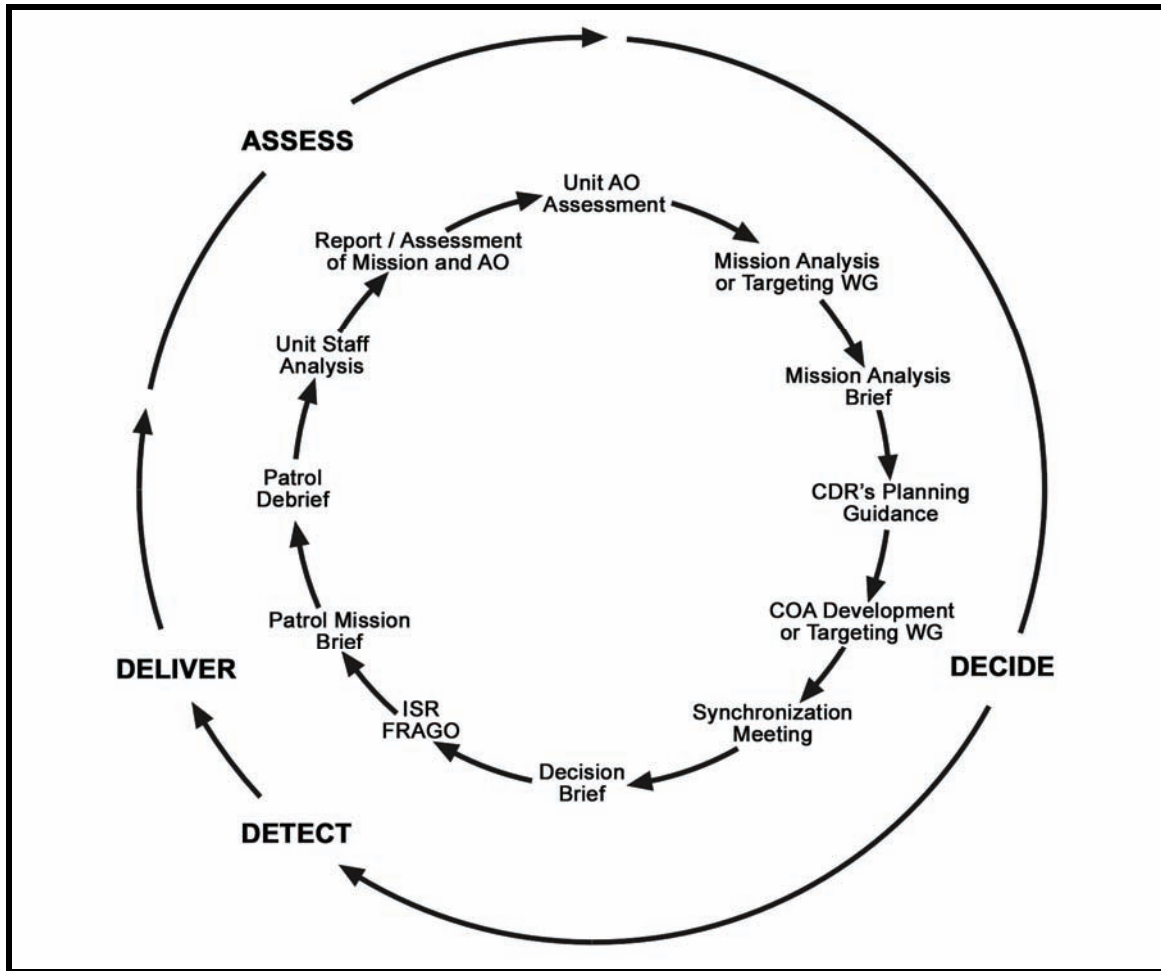 ASSESS
Unit AO
Assessment
Report / Assessment
of Mission and AO
Mission Analysis
or Targeting WG
Unit Staff
Analysis
Mission Analysis
Brief
Patrol
Debrief
CDR's Planning
Guidance
Patrol Mission
Brief
COA Development
or Targeting WG
DELIVER
DECIDE
ISR
FRAGO
Synchronization
Meeting
Decision
Brief
DETECT